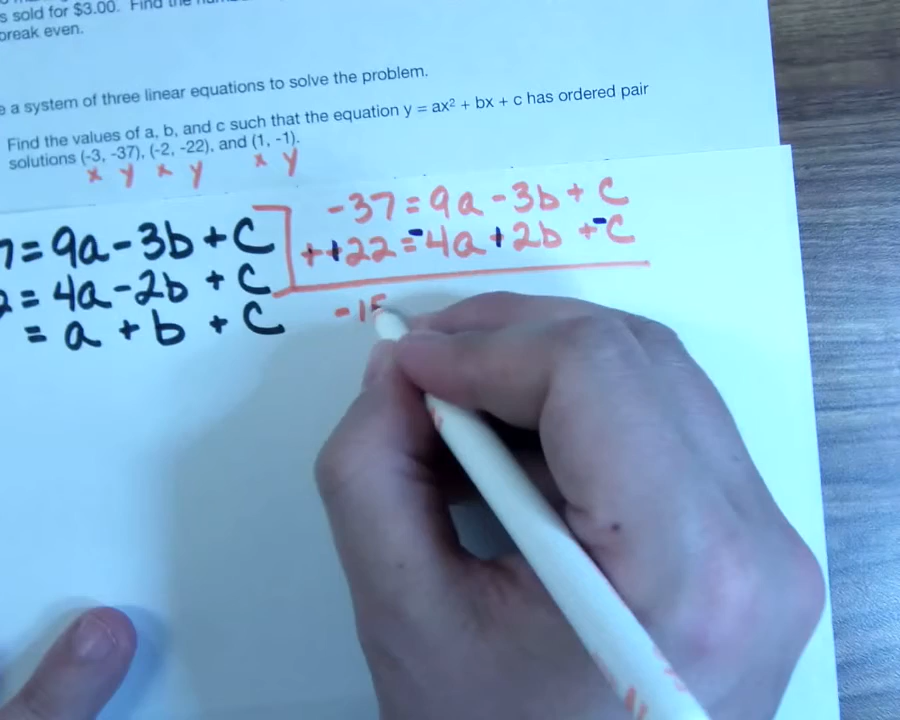 s sold for $3.00. Find the
break even.
a system of three linear equations to solve the problem.
Find the values of a, b, and c such that the equation y = ax² + bx + c has ordered pair
solutions (-3, -37), (-2, -22), and (1, -1).
x y x y x y
7 = 9a - 3b + C
2 = 4a - 2b + C
= a + b + C
-37 = 9a - 3b + C
++22 = -4a + 2b + -C
-15